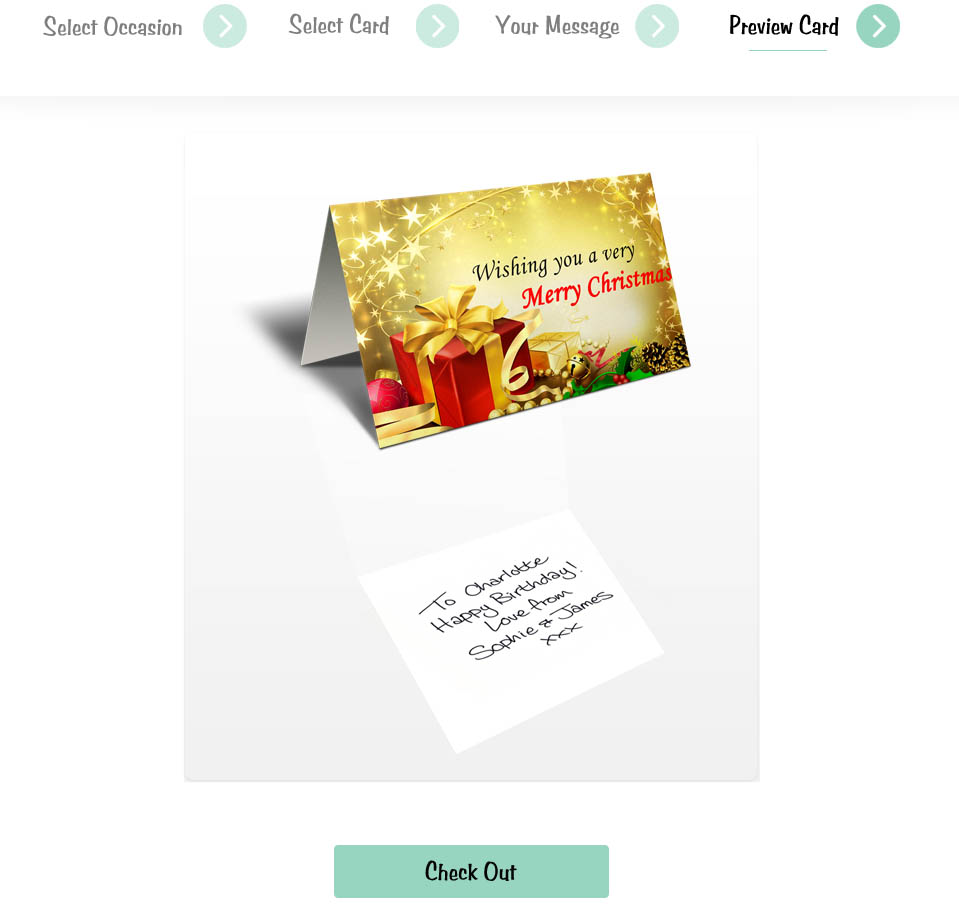 Select Occasion
Select Card
Your Message
Preview Card
Wishing you a very
Merry Christmas
To Charlotte
Happy Birthday!
Love from
Sophie & James
xxx
Check Out